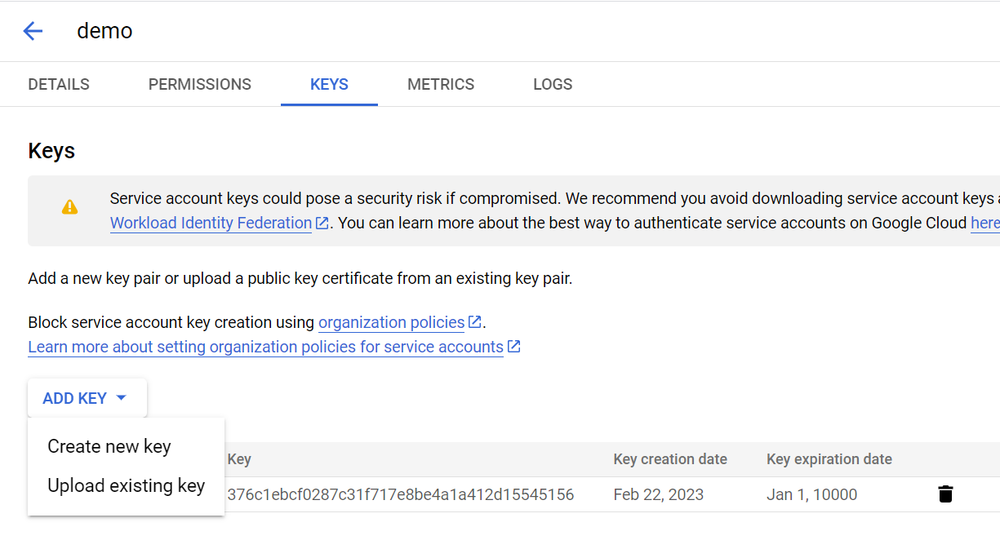 demo
DETAILS PERMISSIONS KEYS METRICS LOGS
Keys
Service account keys could pose a security risk if compromised. We recommend you avoid downloading service account keys
Workload Identity Federation. You can learn more about the best way to authenticate service accounts on Google Cloud here
Add a new key pair or upload a public key certificate from an existing key pair.
Block service account key creation using organization policies.
Learn more about setting organization policies for service accounts
ADD KEY
Create new key
Upload existing key
Key Key creation date Key expiration date
376c1ebcf0287c31f717e8be4a1a412d15545156 Feb 22, 2023 Jan 1, 10000